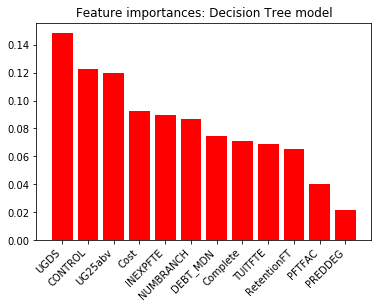 Feature importances: Decision Tree model
0.14
0.12
0.10
0.08
0.06
0.04
0.02
0.00
UGDS
CONTROL
UG25abv
Cost
INEXPFTE
NUMBRANCH
DEBT_MDN
Complete
TUITFTE
RetentionFT
PFTFAC
PREDDEG